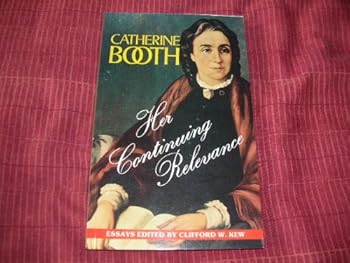 CATHERINE
BOOTH
Her
Continuing
Relevance
ESSAYS EDITED BY CLIFFORD W. KEW